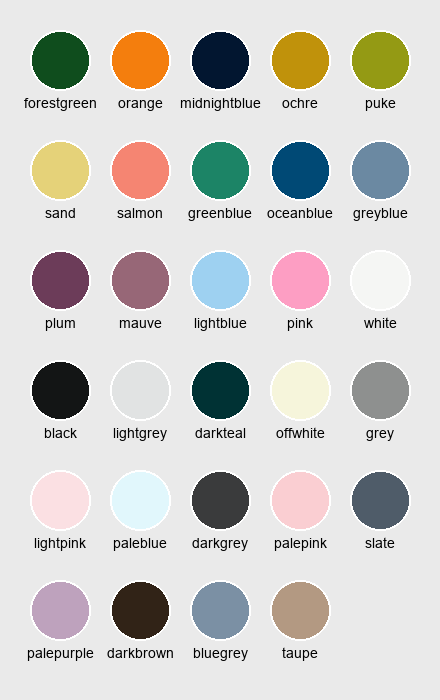 forestgreen orange midnightblue ochre puke
sand salmon greenblue oceanblue greyblue
plum mauve lightblue pink white
black lightgrey darkteal offwhite grey
lightpink paleblue darkgrey palepink slate
palepurple darkbrown bluegrey taupe